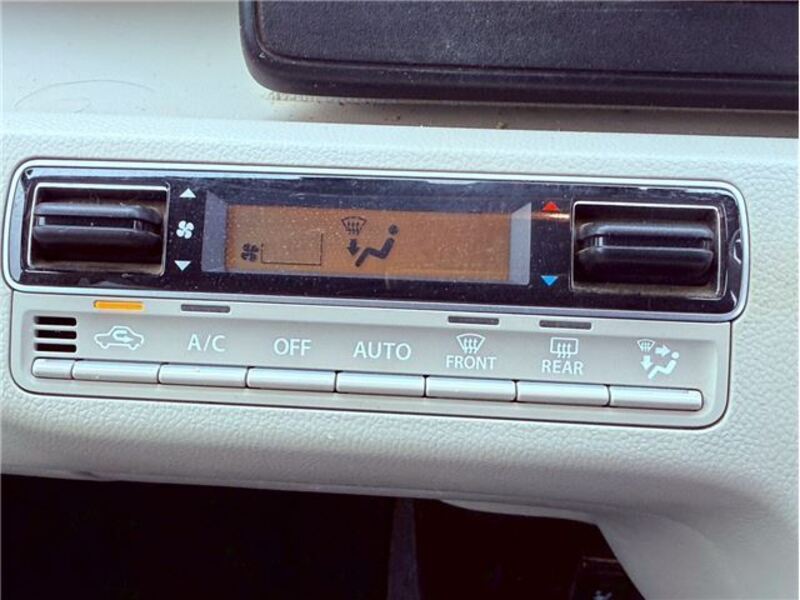 A/C OFF AUTO FRONT REAR